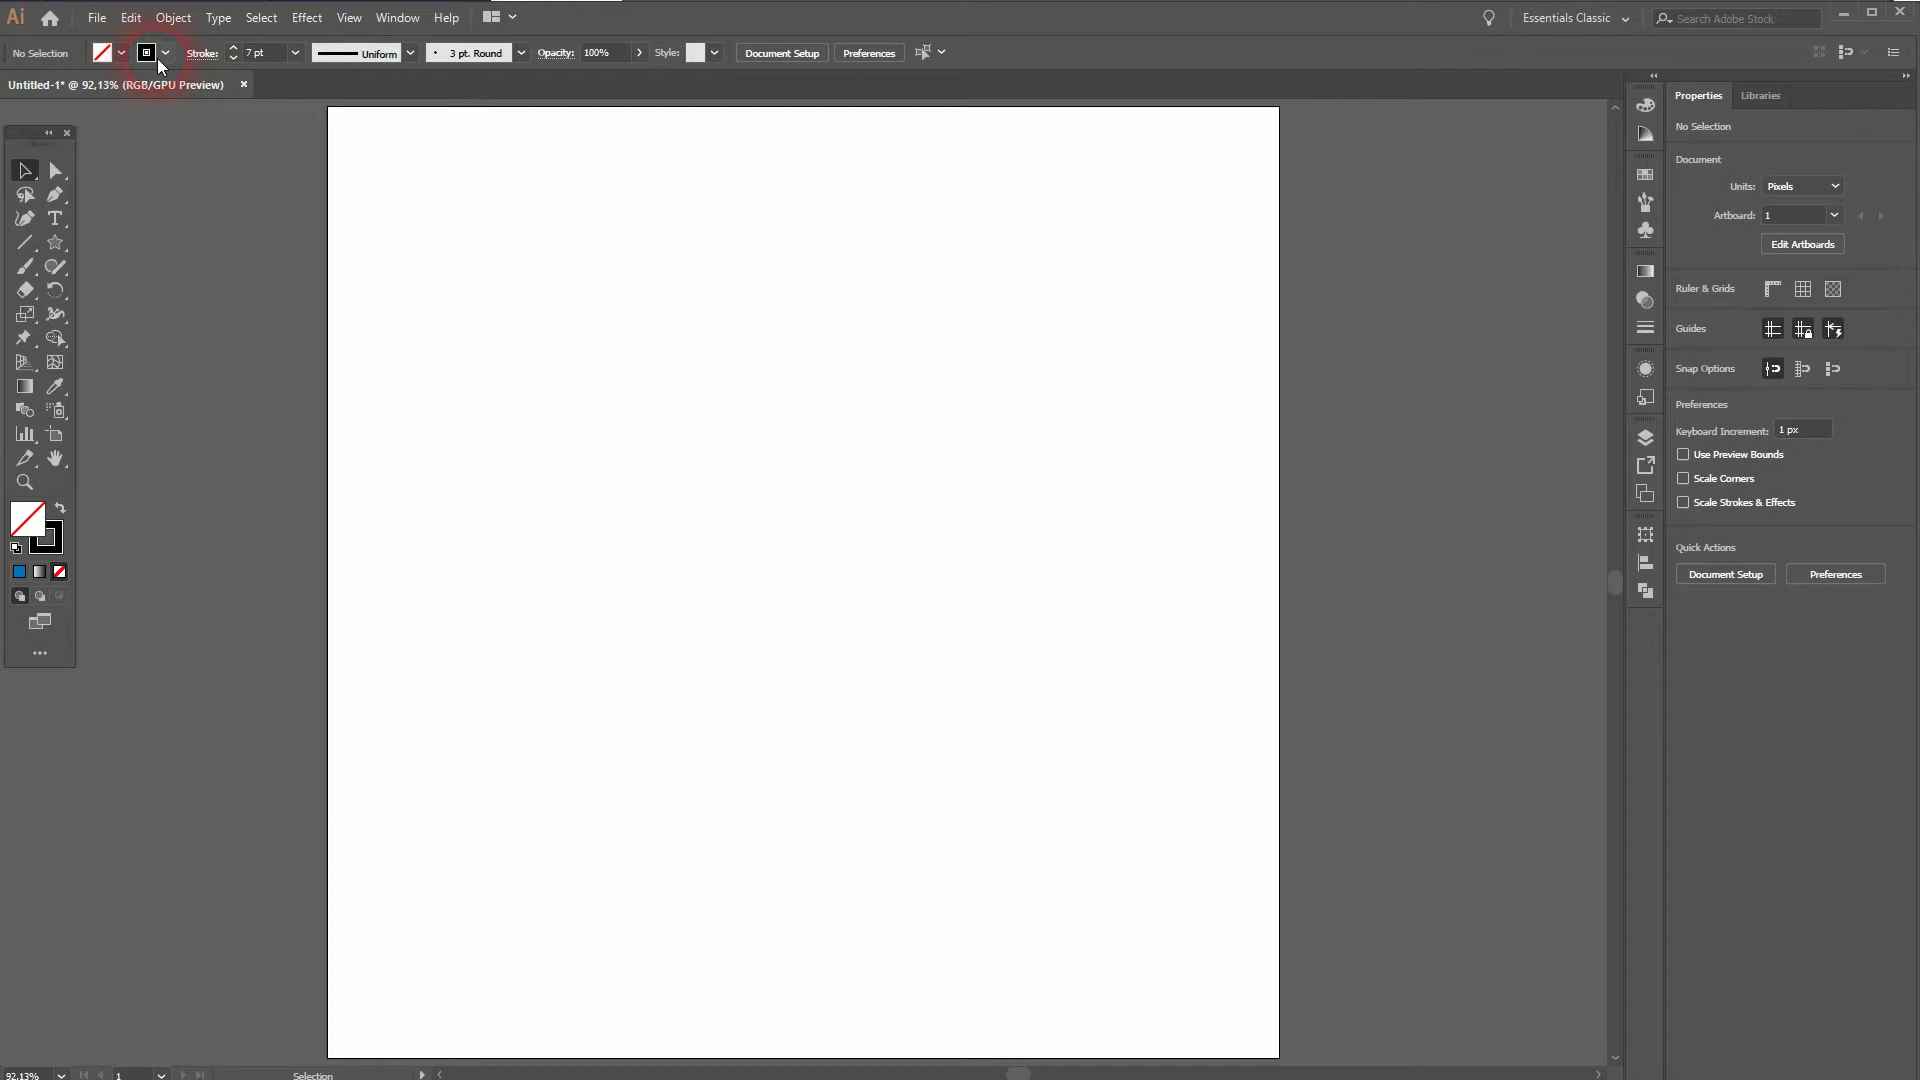 Ai File Edit Object Type Select Effect View Window Help Essentials Classic Search Adobe Stock
No Selection Stroke: 7 pt Uniform 3 pt. Round Opacity: 100% Style: Document Setup Preferences
Untitled-1* @ 92,13% (RGB/GPU Preview)
Properties Libraries
No Selection
Document
Units: Pixels
Artboard: 1
Edit Artboards
Ruler & Grids
Guides
Snap Options
Preferences
Keyboard Increment: 1 px
Use Preview Bounds
Scale Corners
Scale Strokes & Effects
Quick Actions
Document Setup Preferences
92,13% 1 Selection